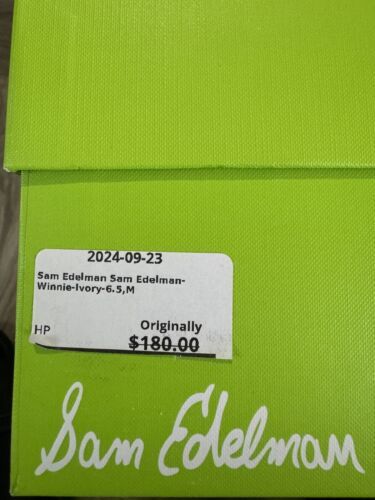 2024-09-23
Sam Edelman Sam Edelman-
Winnie-Ivory-6.5,M
Originally
HP
$180.00
Sam Edelman